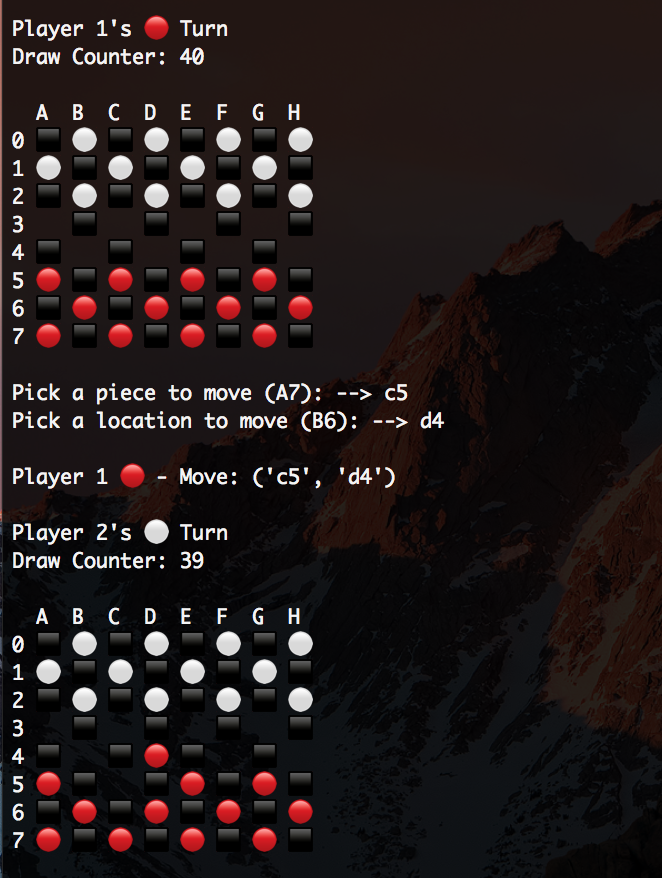 Player 1's 🔴 Turn
Draw Counter: 40
A B C D E F G H
0
1
2
3
4
5
6
7
Pick a piece to move (A7): --> c5
Pick a location to move (B6): --> d4
Player 1 🔴 - Move: ('c5', 'd4')
Player 2's ⚪ Turn
Draw Counter: 39
A B C D E F G H
0
1
2
3
4
5
6
7